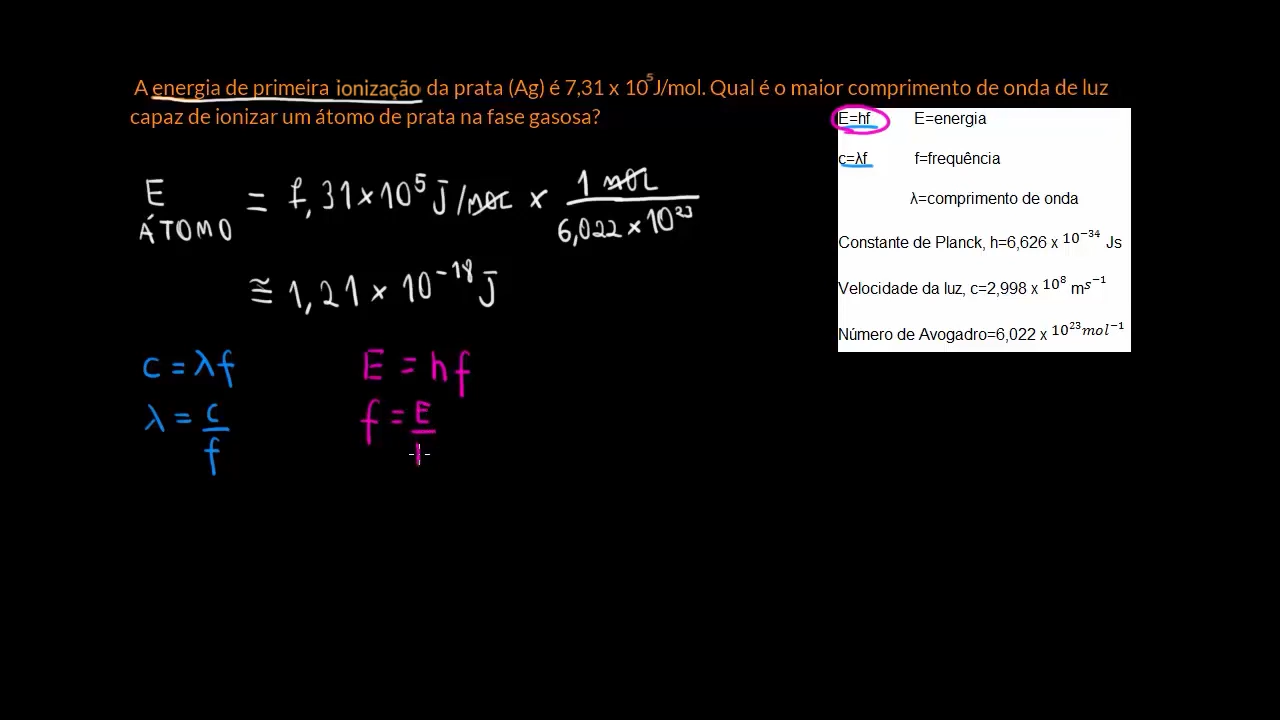 A energia de primeira ionização da prata (Ag) é 7,31 x 10⁵J/mol. Qual é o maior comprimento de onda de luz
capaz de ionizar um átomo de prata na fase gasosa?
E=hf E=energia
c=λf f=frequência
λ=comprimento de onda
Constante de Planck, h=6,626 x 10⁻³⁴ Js
Velocidade da luz, c=2,998 x 10⁸ ms⁻¹
Número de Avogadro=6,022 x 10²³mol⁻¹
E ÁTOMO = 7,31 × 10⁵ J/MOL × 1 MOL / 6,022 × 10²³
≅ 1,21 × 10⁻¹⁸ J
c = λf
λ = c/f
E = hf
f = E/